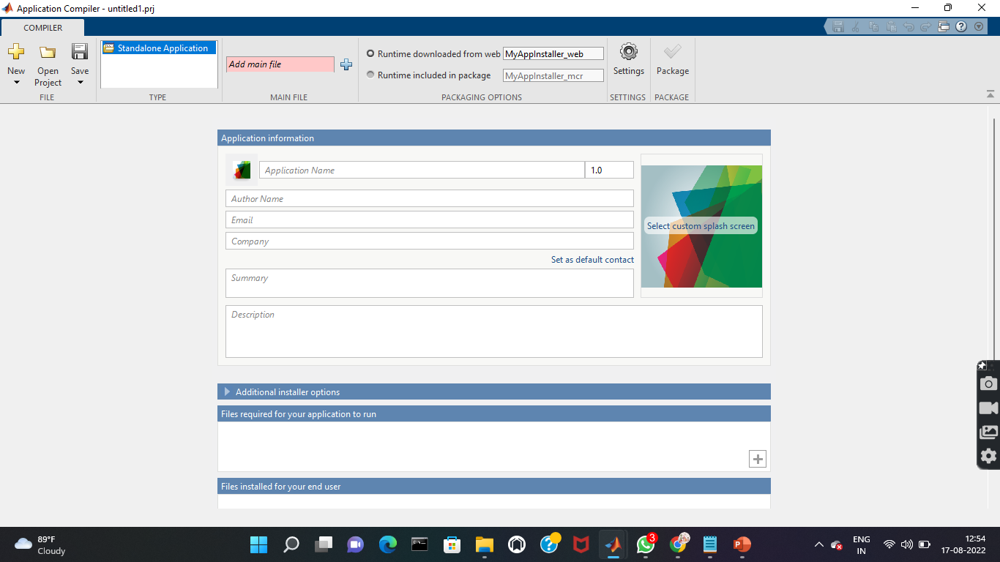 Application Compiler - untitled1.prj
COMPILER
New
Open Project
Save
FILE
Standalone Application
TYPE
Add main file
MAIN FILE
Runtime downloaded from web MyAppInstaller_web
Runtime included in package MyAppInstaller_mcr
PACKAGING OPTIONS
Settings
SETTINGS
Package
PACKAGE
Application information
Application Name 1.0
Author Name
Email
Company
Set as default contact
Summary
Description
Select custom splash screen
Additional installer options
Files required for your application to run
Files installed for your end user
89°F
Cloudy
3
ENG
IN
12:54
17-08-2022